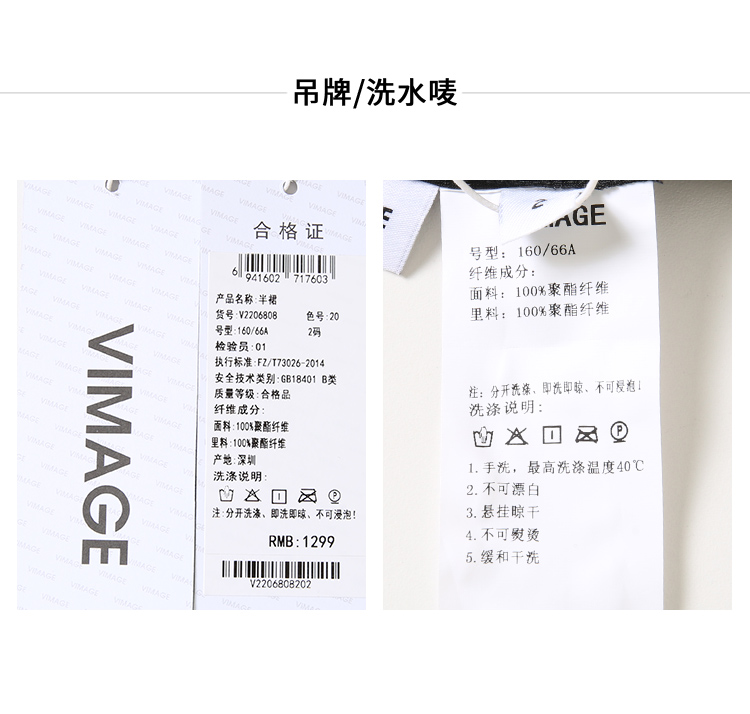 吊牌/洗水唛
VIMAGE
合格证
6 941602 717603
产品名称:半裙
货号:V2206808 色号:20
号型:160/66A 2码
检验员:01
执行标准:FZ/T73026-2014
安全技术类别:GB18401 B类
质量等级:合格品
纤维成分:
面料:100%聚酯纤维
里料:100%聚酯纤维
产地:深圳
洗涤说明:
注:分开洗涤、即洗即晾、不可浸泡!
RMB:1299
V2206808202
2
MAGE
号型: 160/66A
纤维成分:
面料: 100%聚酯纤维
里料: 100%聚酯纤维
注:分开洗涤、即洗即晾、不可浸泡!
洗涤说明:
P
1.手洗,最高洗涤温度40℃
2.不可漂白
3.悬挂晾干
4.不可熨烫
5.缓和干洗